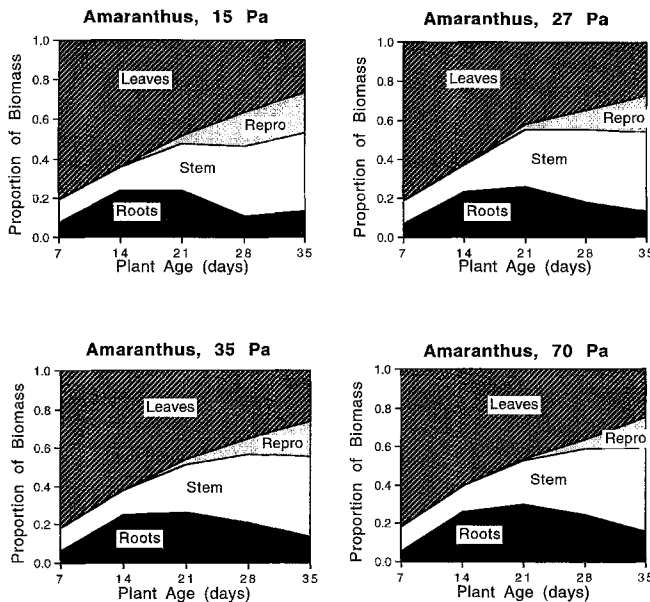 Amaranthus, 15 Pa
Proportion of Biomass
1.0
0.8
0.6
0.4
0.2
0.0
Leaves
Repro
Stem
Roots
7 14 21 28 35
Plant Age (days)
Amaranthus, 27 Pa
Proportion of Biomass
1.0
0.8
0.6
0.4
0.2
0.0
Leaves
Repro
Stem
Roots
7 14 21 28 35
Plant Age (days)
Amaranthus, 35 Pa
Proportion of Biomass
1.0
0.8
0.6
0.4
0.2
0.0
Leaves
Repro
Stem
Roots
7 14 21 28 35
Plant Age (days)
Amaranthus, 70 Pa
Proportion of Biomass
1.0
0.8
0.6
0.4
0.2
0.0
Leaves
Repro
Stem
Roots
7 14 21 28 35
Plant Age (days)